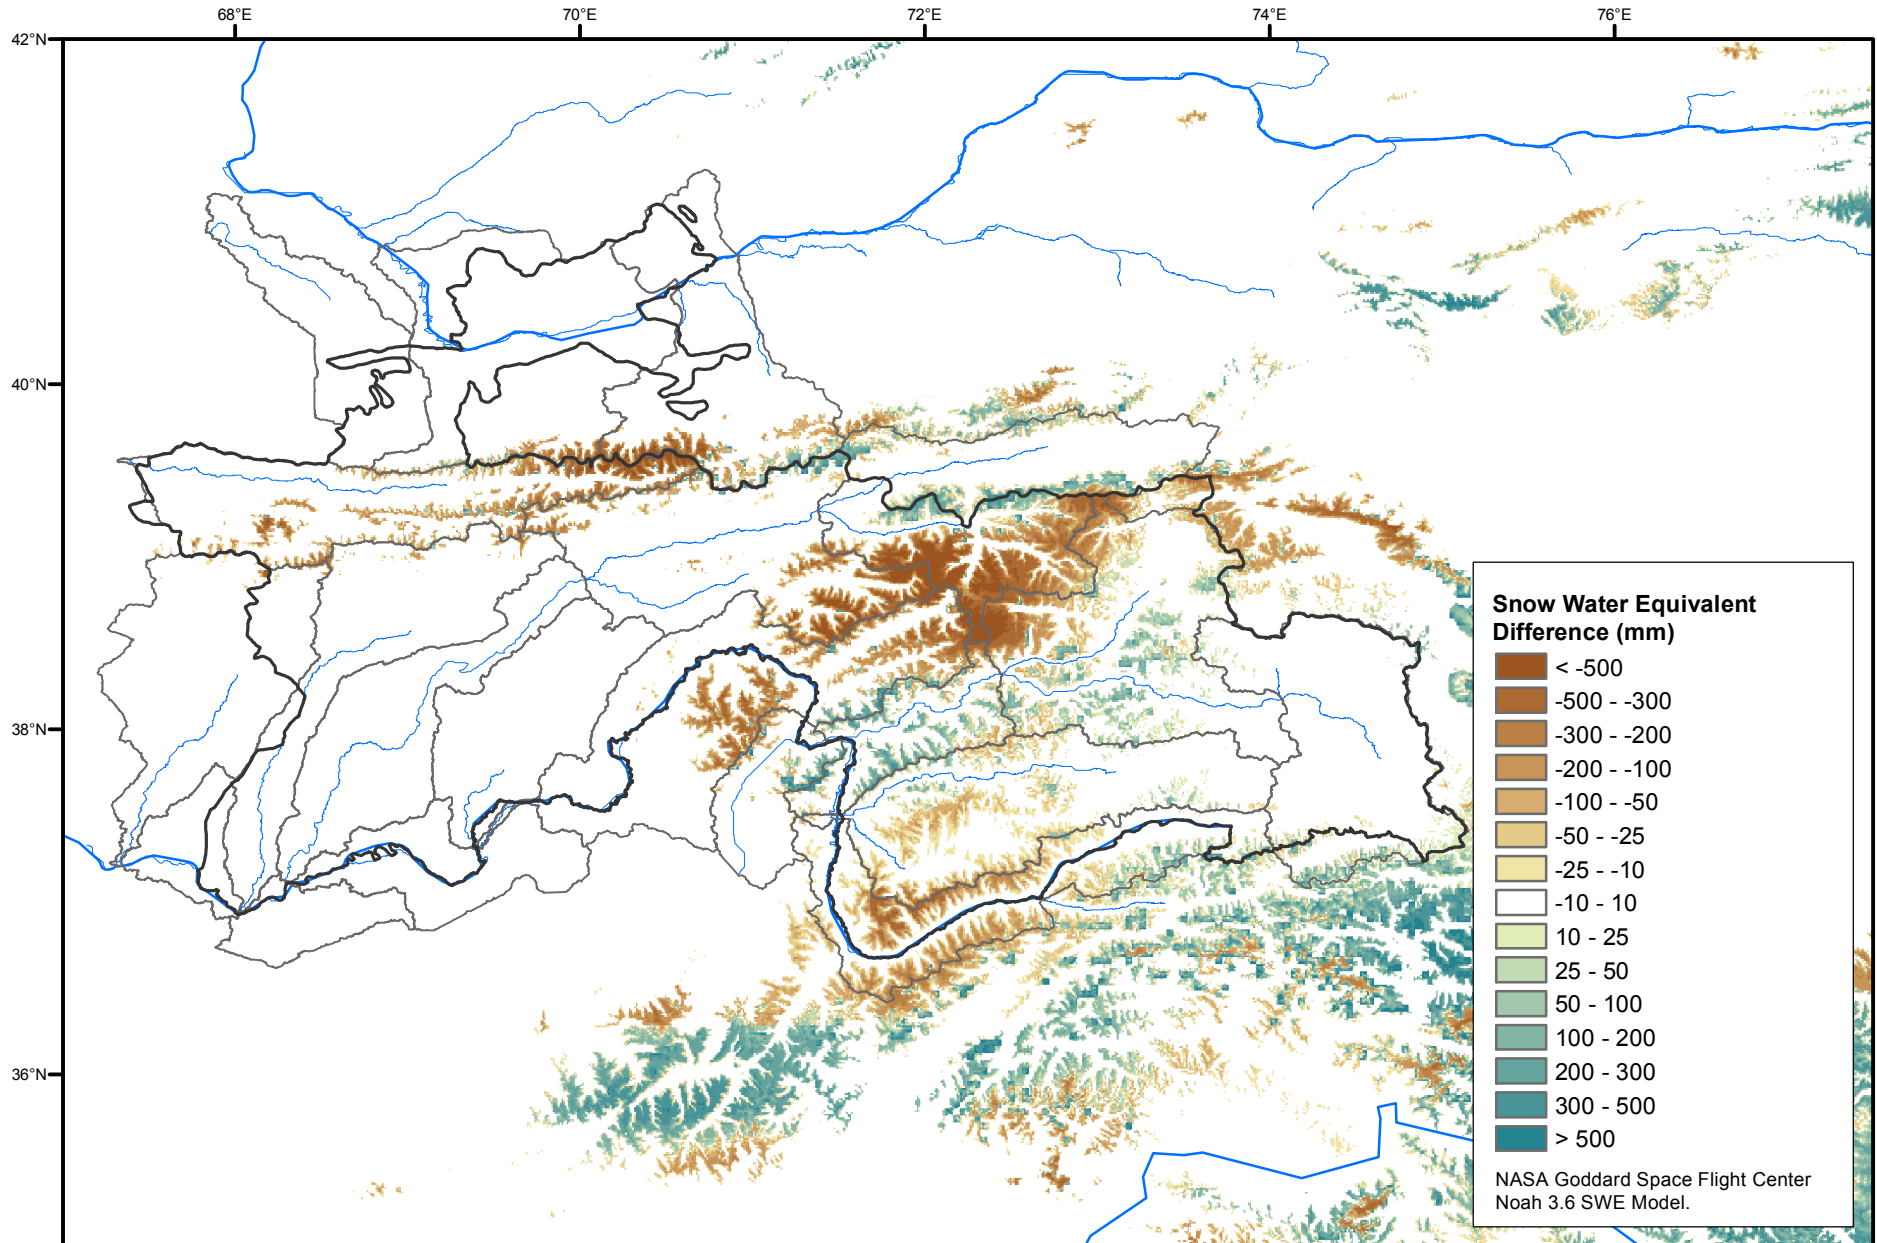 68°E 70°E 72°E 74°E 76°E
42°N
40°N
38°N
36°N
Snow Water Equivalent
Difference (mm)
< -500
-500 - -300
-300 - -200
-200 - -100
-100 - -50
-50 - -25
-25 - -10
-10 - 10
10 - 25
25 - 50
50 - 100
100 - 200
200 - 300
300 - 500
> 500
NASA Goddard Space Flight Center
Noah 3.6 SWE Model.